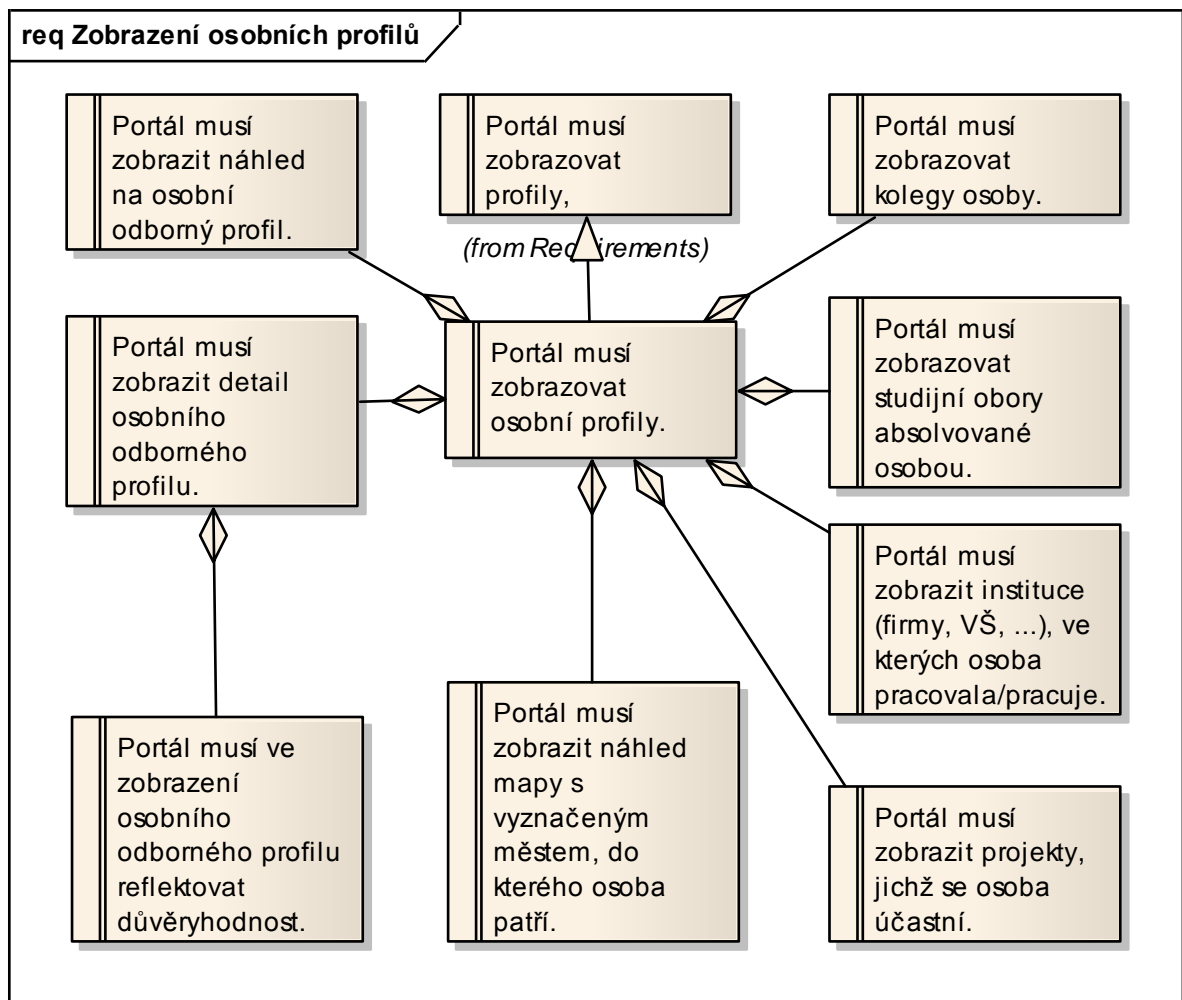 req Zobrazení osobních profilů
Portál musí
zobrazit náhled
na osobní
odborný profil.
Portál musí
zobrazovat
profily,
(from Requirements)
Portál musí
zobrazovat
kolegy osoby.
Portál musí
zobrazit detail
osobního
odborného
profilu.
Portál musí
zobrazovat
osobní profily.
Portál musí
zobrazovat
studijní obory
absolvované
osobou.
Portál musí
zobrazit instituce
(firmy, VŠ, ...), ve
kterých osoba
pracovala/pracuje.
Portál musí ve
zobrazení
osobního
odborného profilu
reflektovat
důvěryhodnost.
Portál musí
zobrazit náhled
mapy s
vyznačeným
městem, do
kterého osoba
patří.
Portál musí
zobrazit projekty,
jichž se osoba
účastní.